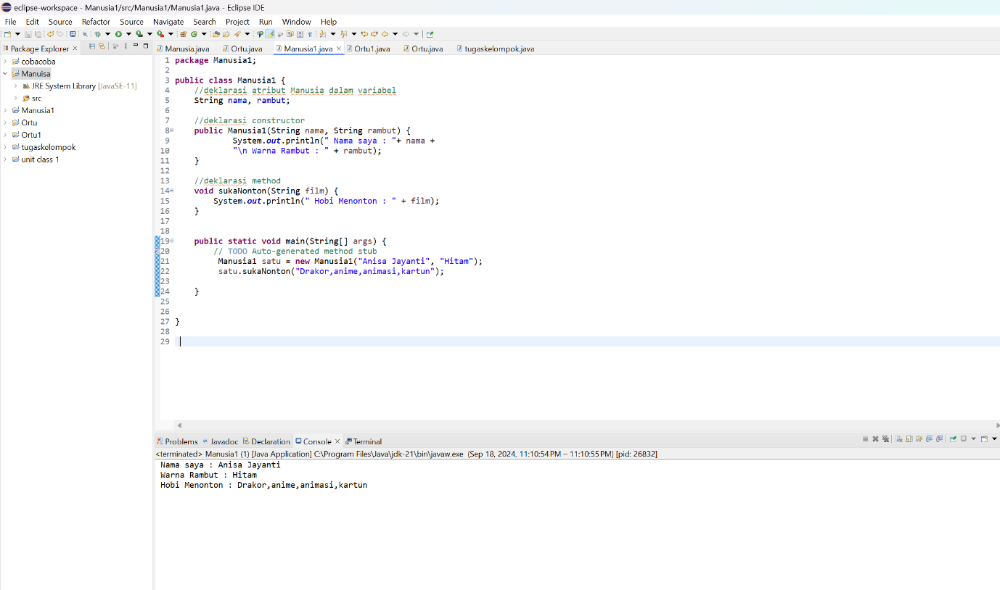 eclipse-workspace - Manusia1/src/Manusia1/Manusia1.java - Eclipse IDE
File Edit Source Refactor Source Navigate Search Project Run Window Help
Package Explorer
cobacoba
Manuisa
JRE System Library [JavaSE-11]
src
Manusia1
Ortu
Ortu1
tugaskelompok
unit class 1
Manusia.java Ortu.java Manusia1.java Ortu1.java Ortu.java tugaskelompok.java
1 package Manusia1;
2
3 public class Manusia1 {
4 //deklarasi atribut Manusia dalam variabel
5 String nama, rambut;
6
7 //deklarasi constructor
8 public Manusia1(String nama, String rambut) {
9 System.out.println(" Nama saya : "+ nama +
10 "\n Warna Rambut : " + rambut);
11 }
12
13 //deklarasi method
14 void sukaNonton(String film) {
15 System.out.println(" Hobi Menonton : " + film);
16 }
17
18
19 public static void main(String[] args) {
20 // TODO Auto-generated method stub
21 Manusia1 satu = new Manusia1("Anisa Jayanti", "Hitam");
22 satu.sukaNonton("Drakor,anime,animasi,kartun");
23
24 }
25
26
27 }
28
29
Problems Javadoc Declaration Console Terminal
<terminated> Manusia1 (1) [Java Application] C:\Program Files\Java\jdk-21\bin\javaw.exe (Sep 18, 2024, 11:10:54 PM – 11:10:55 PM) [pid: 26832]
Nama saya : Anisa Jayanti
Warna Rambut : Hitam
Hobi Menonton : Drakor,anime,animasi,kartun